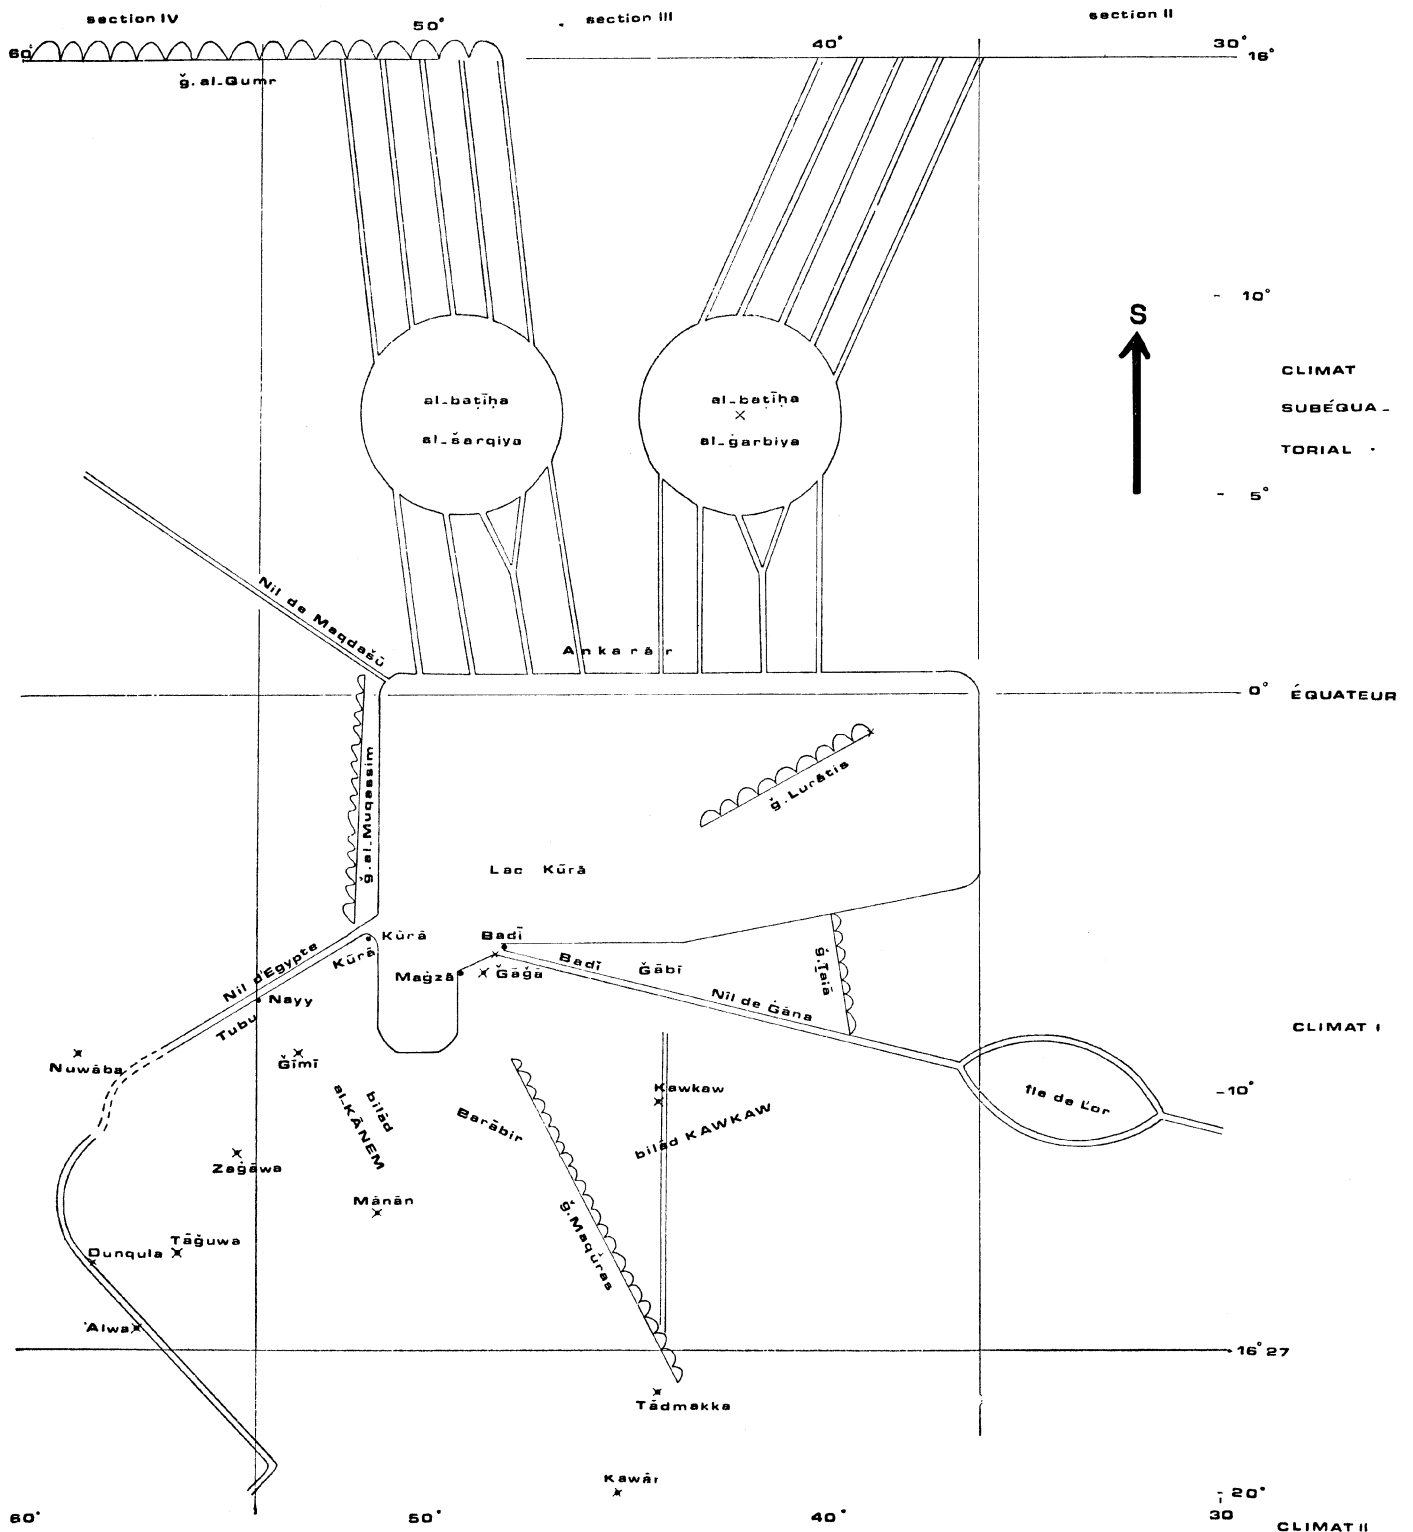 section IV
50°
section III
section II
60°
40°
30°
16°
ǧ. al-Qumr
10°
S
CLIMAT
SUBÉQUA-
TORIAL
al-baṭīḥa
al-šarqiya
al-baṭīḥa
al-ġarbiya
5°
Nil de Maqdašū
Ankarār
0° ÉQUATEUR
ǧ. al-Muqassim
ǧ. Lurātis
Lac Kūrā
Kūrā
Kūrā
Badī
Badī
Ǧābī
ǧ. Ṭaiā
Maġzā
Ǧāǧa
Nil d'Egypte
Nayy
Tubu
Nil de Ġāna
CLIMAT I
Nuwāba
Ǧīmī
bilād
al-KĀNEM
Barābir
Kawkaw
bilād KAWKAW
île de L'or
10°
Zaġāwa
Mānān
ǧ. Maqūras
Dunqula
Tāǧuwa
'Alwa
16° 27
Tādmakka
Kawār
20°
60°
50°
40°
30
CLIMAT II